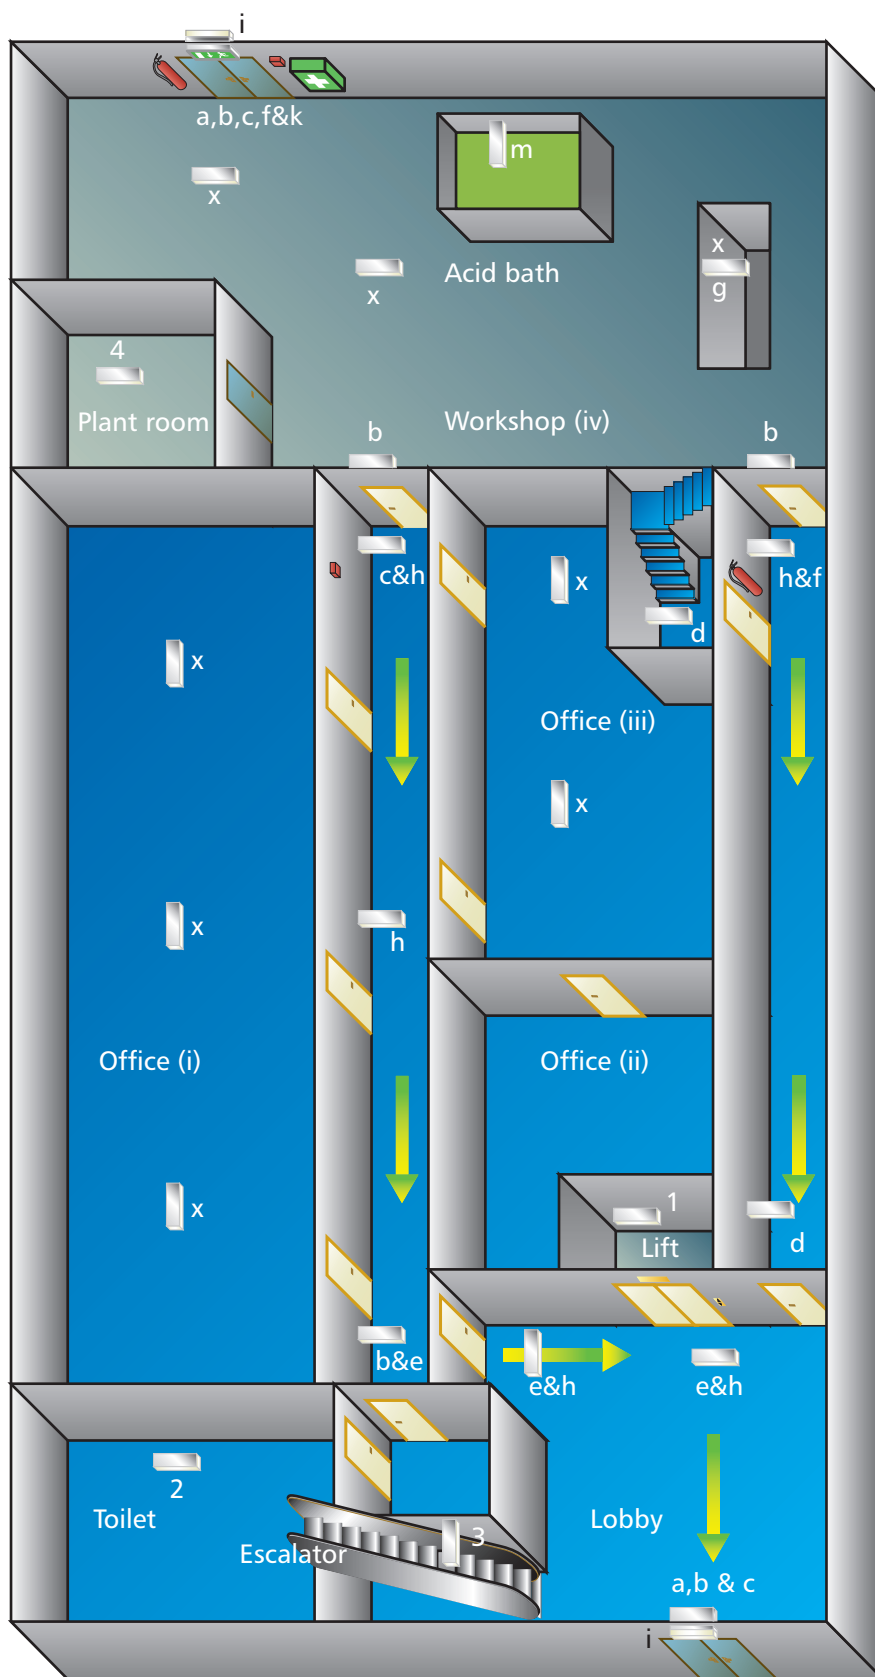 i
a,b,c,f&k
m
x
x
Acid bath
x
g
4
Plant room
Workshop (iv)
b
b
c&h
x
h&f
d
x
Office (iii)
x
x
h
Office (i)
Office (ii)
x
1
Lift
d
b&e
e&h
e&h
2
Toilet
3
Escalator
Lobby
a,b & c
i